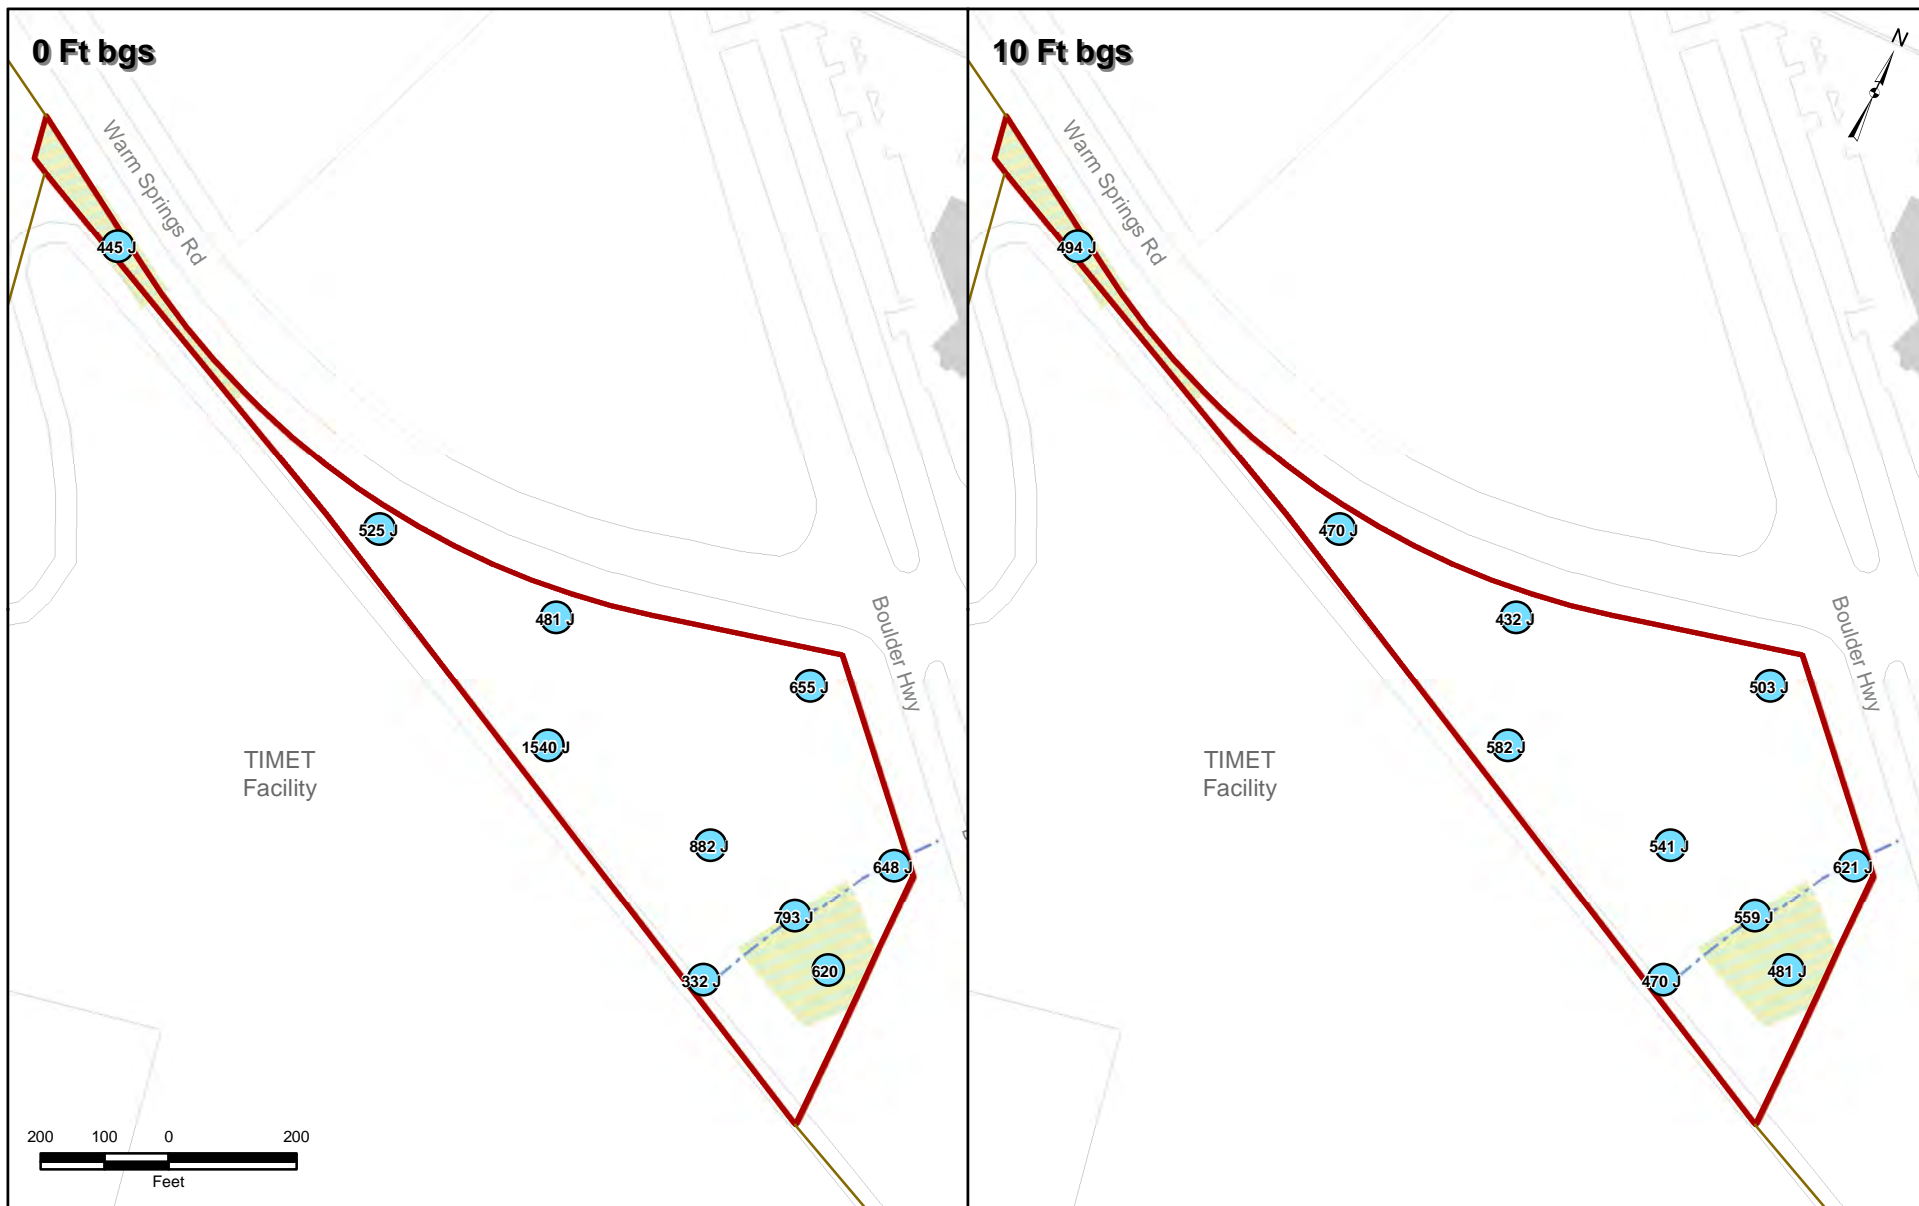 0 Ft bgs
Warm Springs Rd
445 J
525 J
481 J
655 J
Boulder Hwy
1540 J
TIMET
Facility
882 J
648 J
793 J
620
332 J
200 100 0 200
Feet
10 Ft bgs
N
Warm Springs Rd
494 J
470 J
432 J
503 J
Boulder Hwy
582 J
TIMET
Facility
541 J
621 J
559 J
481 J
470 J